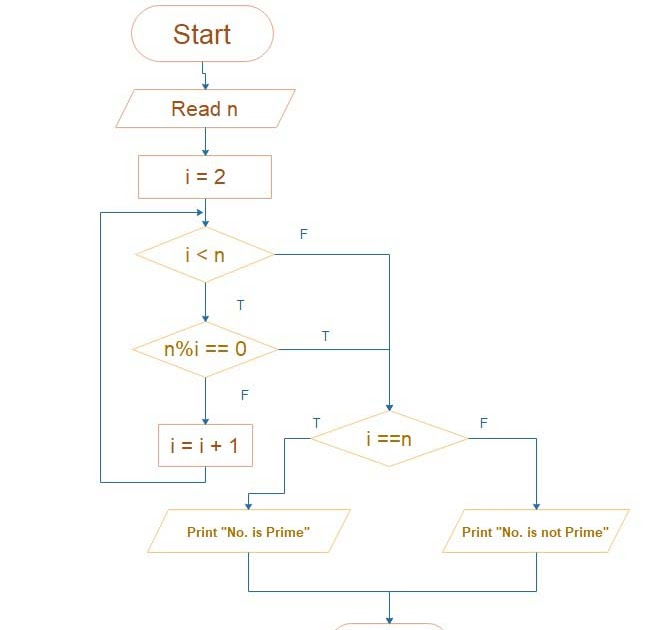 Start
Read n
i = 2
i < n
F
T
n%i == 0
T
F
i = i + 1
T
i ==n
F
Print "No. is Prime"
Print "No. is not Prime"